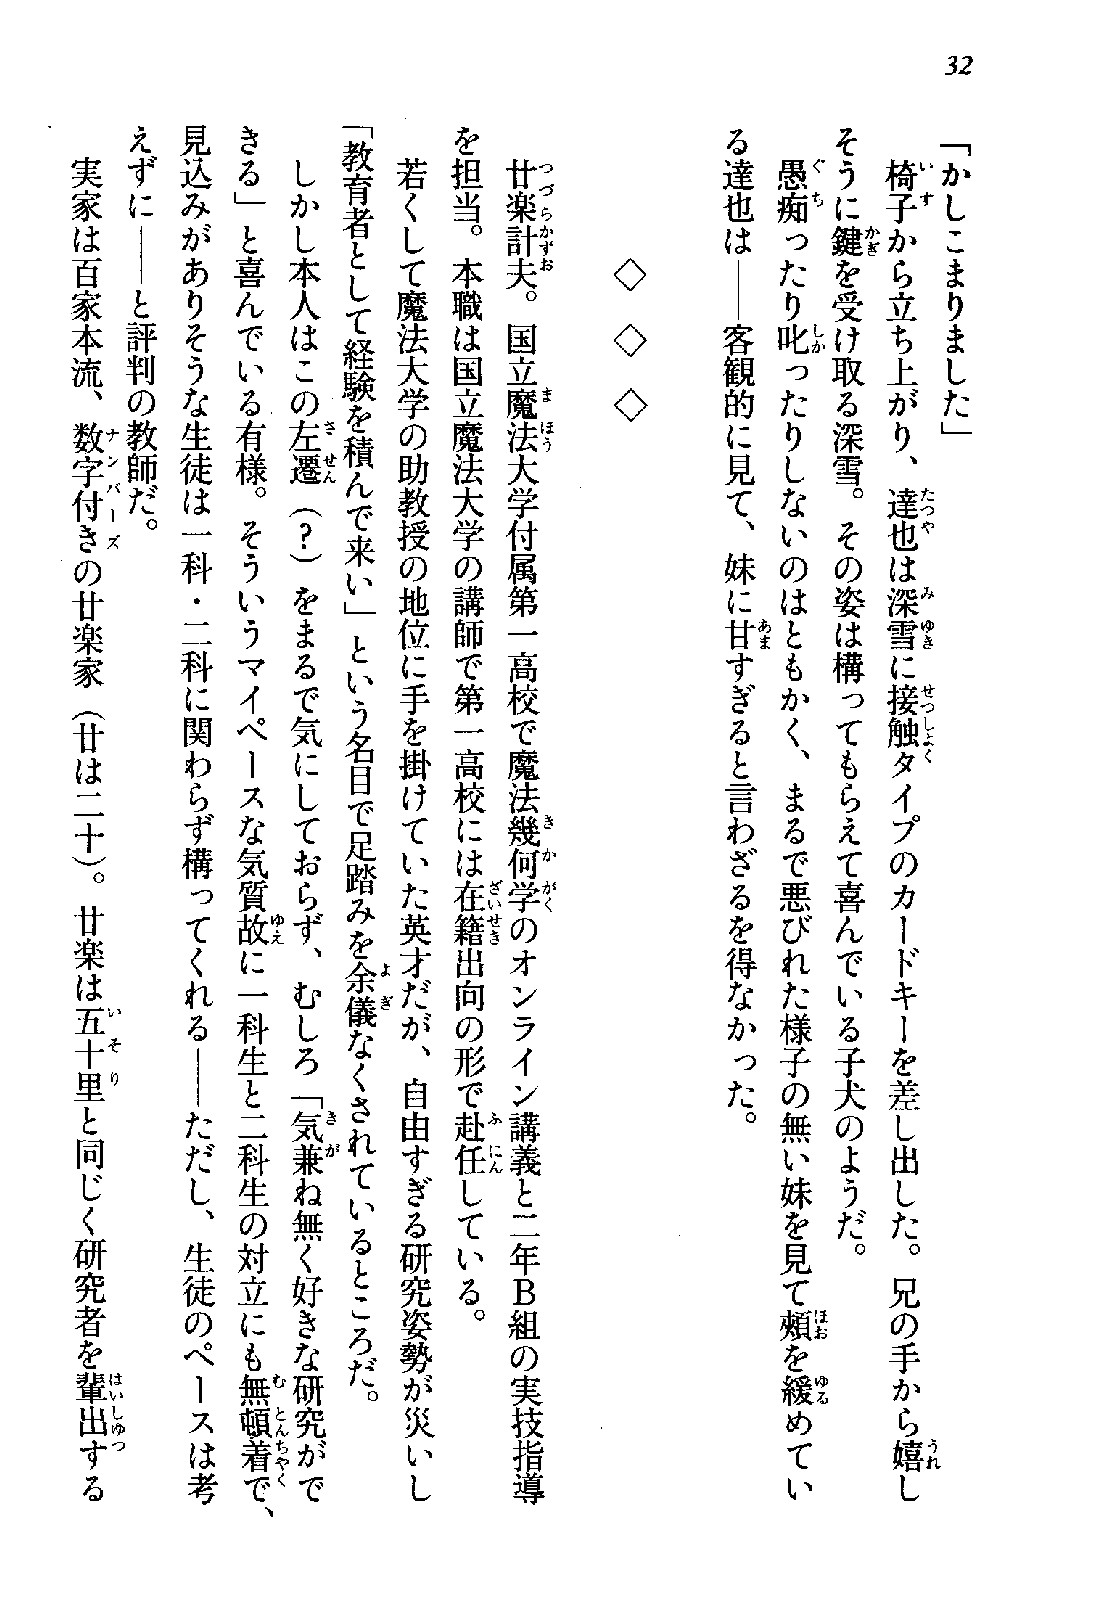 32
「かしこまりました」
椅子から立ち上がり、達也は深雪に接触タイプのカードキーを差し出した。兄の手から嬉し
そうに鍵を受け取る深雪。その姿は構ってもらえて喜んでいる子犬のようだ。
愚痴ったり叱ったりしないのはともかく、まるで悪びれた様子の無い妹を見て頬を緩めてい
る達也は――客観的に見て、妹に甘すぎると言わざるを得なかった。
◇ ◇ ◇
廿楽計夫。国立魔法大学付属第一高校で魔法幾何学のオンライン講義と二年B組の実技指導
を担当。本職は国立魔法大学の講師で第一高校には在籍出向の形で赴任している。
若くして魔法大学の助教授の地位に手を掛けていた英才だが、自由すぎる研究姿勢が災いし
「教育者として経験を積んで来い」という名目で足踏みを余儀なくされているところだ。
しかし本人はこの左遷(?)をまるで気にしておらず、むしろ「気兼ね無く好きな研究がで
きる」と喜んでいる有様。そういうマイペースな気質故に一科生と二科生の対立にも無頓着で、
見込みがありそうな生徒は一科・二科に関わらず構ってくれる――ただし、生徒のペースは考
えずに――と評判の教師だ。
実家は百家本流、数字付きの廿楽家(廿は二十)。廿楽は五十里と同じく研究者を輩出する